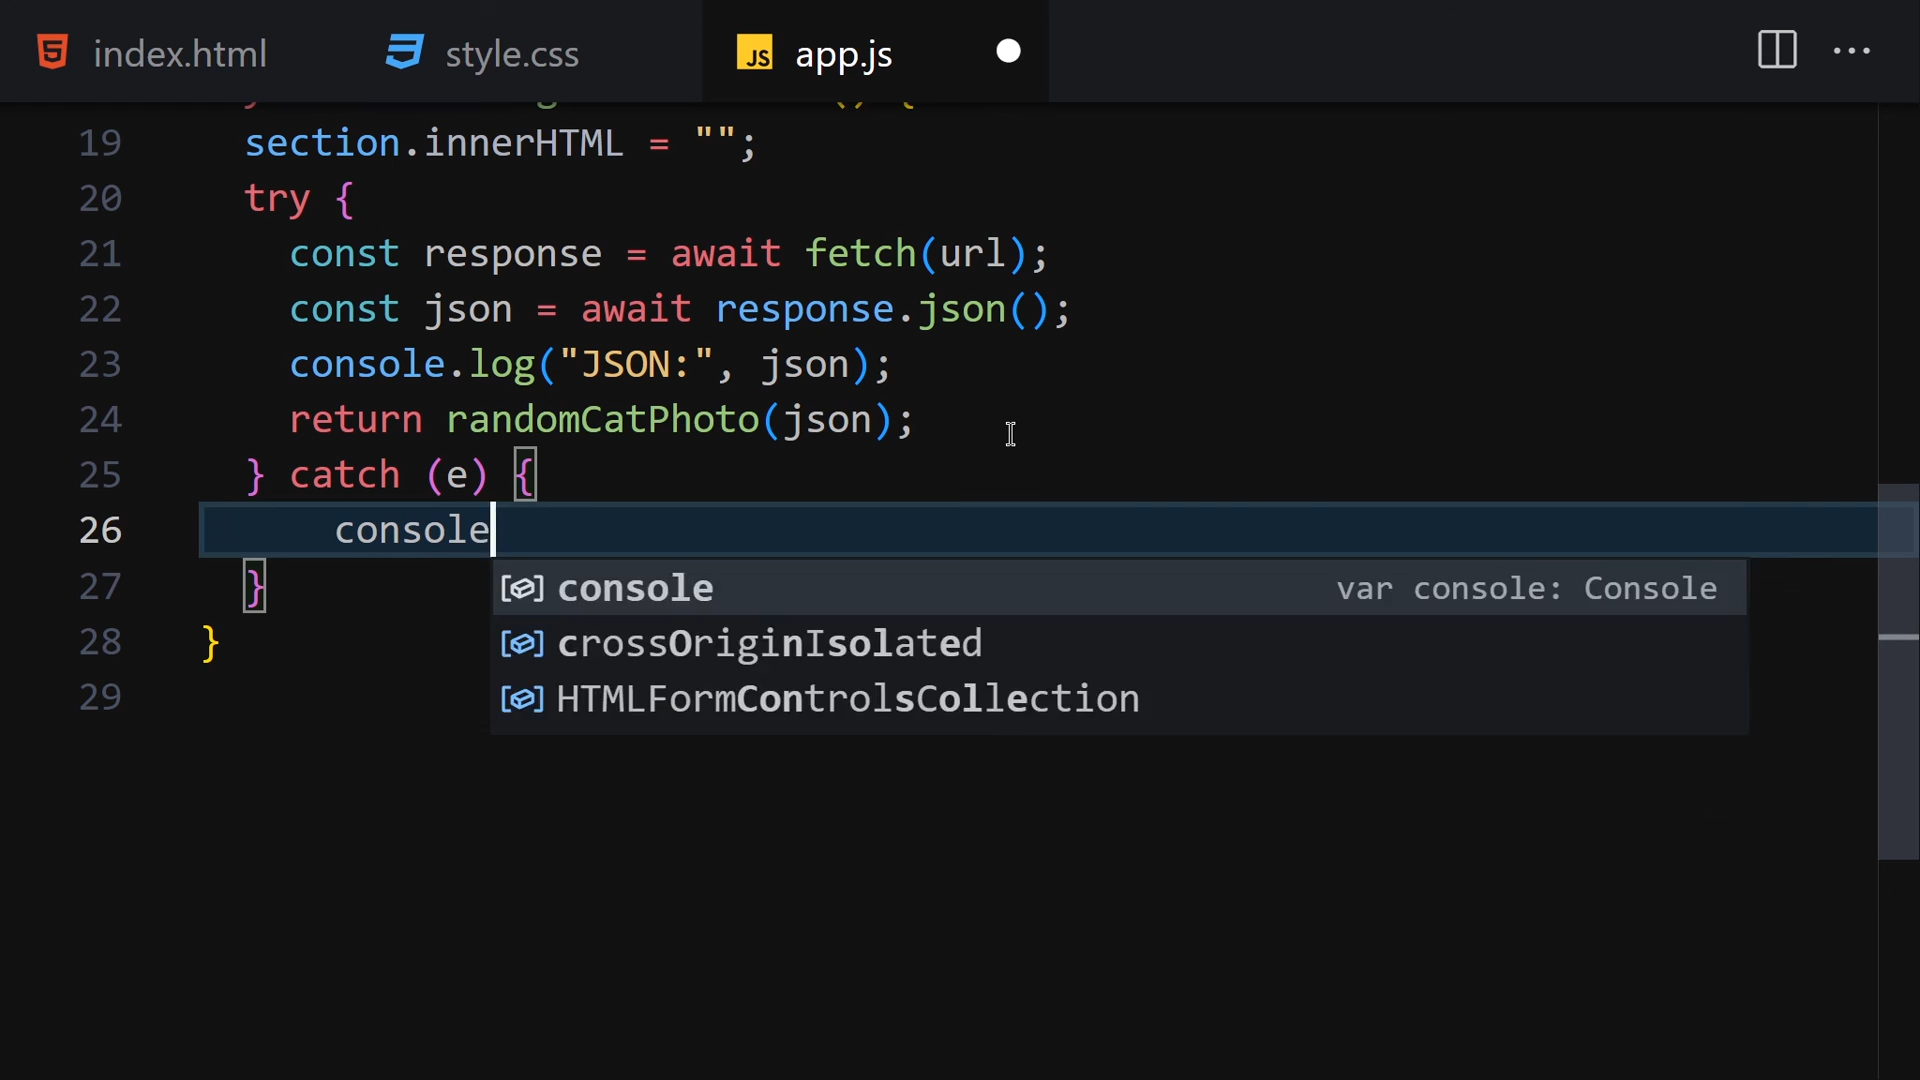 index.html style.css JS app.js
19 section.innerHTML = "";
20 try {
21 const response = await fetch(url);
22 const json = await response.json();
23 console.log("JSON:", json);
24 return randomCatPhoto(json);
25 } catch (e) {
26 console
27 }
console var console: Console
28 }
crossOriginIsolated
29
HTMLFormControlsCollection